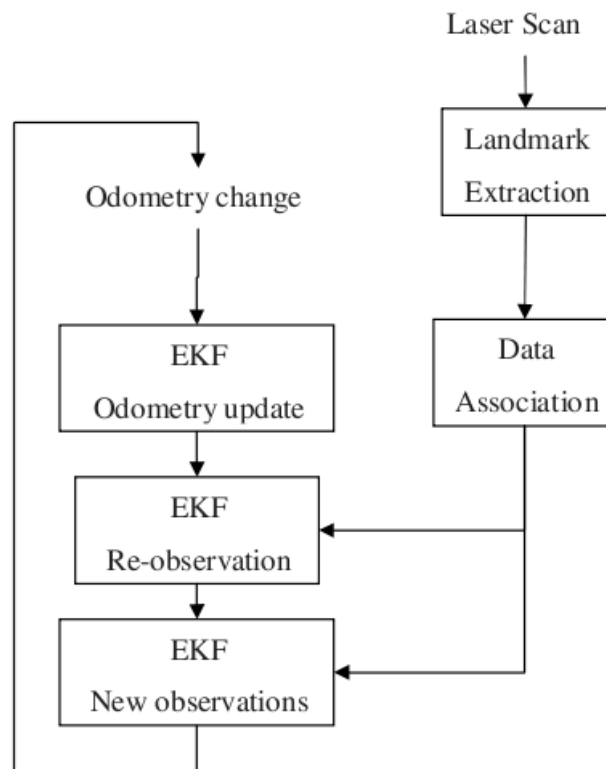 Laser Scan
Landmark
Extraction
Odometry change
EKF
Odometry update
Data
Association
EKF
Re-observation
EKF
New observations